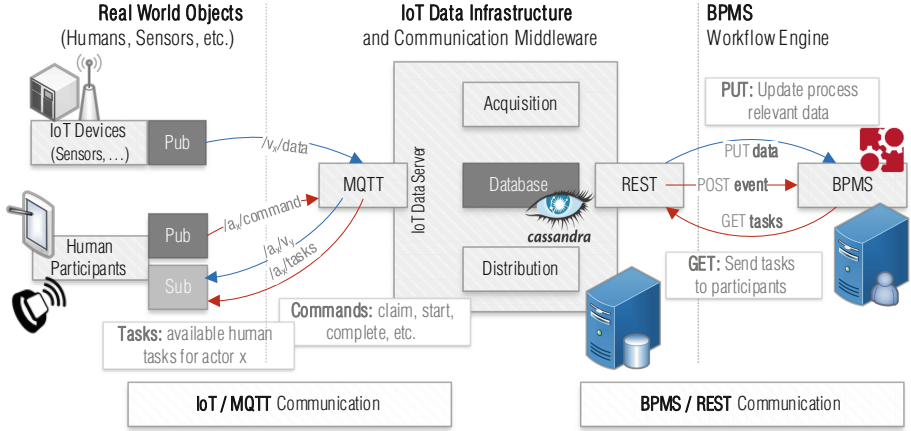 Real World Objects
(Humans, Sensors, etc.)
IoT Data Infrastructure
and Communication Middleware
BPMS
Workflow Engine
IoT Devices
(Sensors, ...)
Pub
/vx/data
Human
Participants
Pub
Sub
/ax/command
/ax/vy
/ax/tasks
MQTT
IoT Data Server
Acquisition
Database
cassandra
Distribution
REST
PUT: Update process
relevant data
PUT data
POST event
GET tasks
BPMS
GET: Send tasks
to participants
Commands: claim, start,
complete, etc.
Tasks: available human
tasks for actor x
IoT / MQTT Communication
BPMS / REST Communication